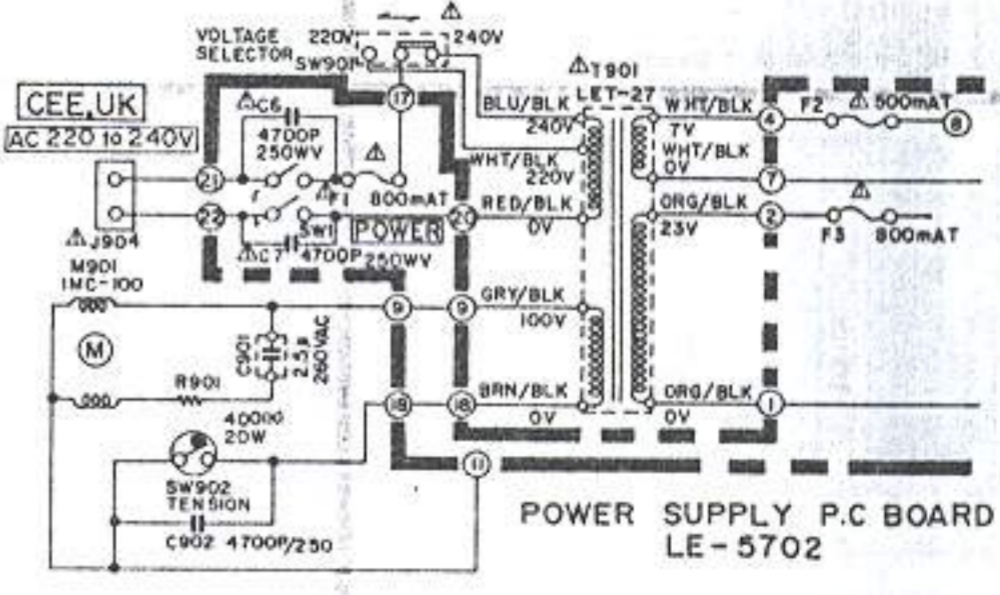 VOLTAGE
SELECTOR
220V
240V
SW901
T901
LET-27
CEE,UK
AC 220 to 240V
C6
4700P
250WV
17
BLU/BLK
240V
WHT/BLK
7V
4
F2
500mAT
8
21
F1
800mAT
WHT/BLK
220V
WHT/BLK
0V
7
22
SW1
POWER
20
RED/BLK
0V
ORG/BLK
23V
2
F3
800mAT
J904
C7
4700P
250WV
M901
IMC-100
9
9
GRY/BLK
100V
M
C901
2.5μ
260VAC
R901
20W
18
18
BRN/BLK
0V
ORG/BLK
0V
1
11
SW902
TENSION
C902
4700P/250
POWER SUPPLY P.C BOARD
LE-5702